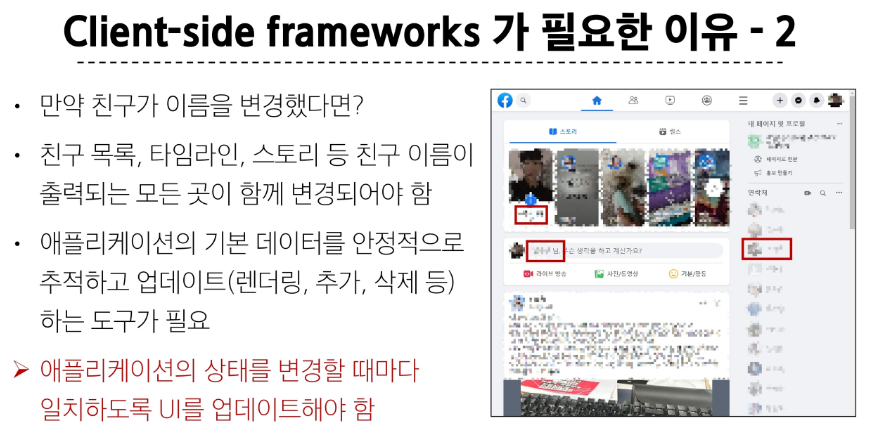 Client-side frameworks 가 필요한 이유 - 2
• 만약 친구가 이름을 변경했다면?
• 친구 목록, 타임라인, 스토리 등 친구 이름이
출력되는 모든 곳이 함께 변경되어야 함
• 애플리케이션의 기본 데이터를 안정적으로
추적하고 업데이트(렌더링, 추가, 삭제 등)
하는 도구가 필요
➢ 애플리케이션의 상태를 변경할 때마다
일치하도록 UI를 업데이트해야 함
스토리
릴스
님, 무슨 생각을 하고 계신가요?
라이브 방송
사진/동영상
기분/활동
내 페이지 및 프로필
홍보 만들기
연락처